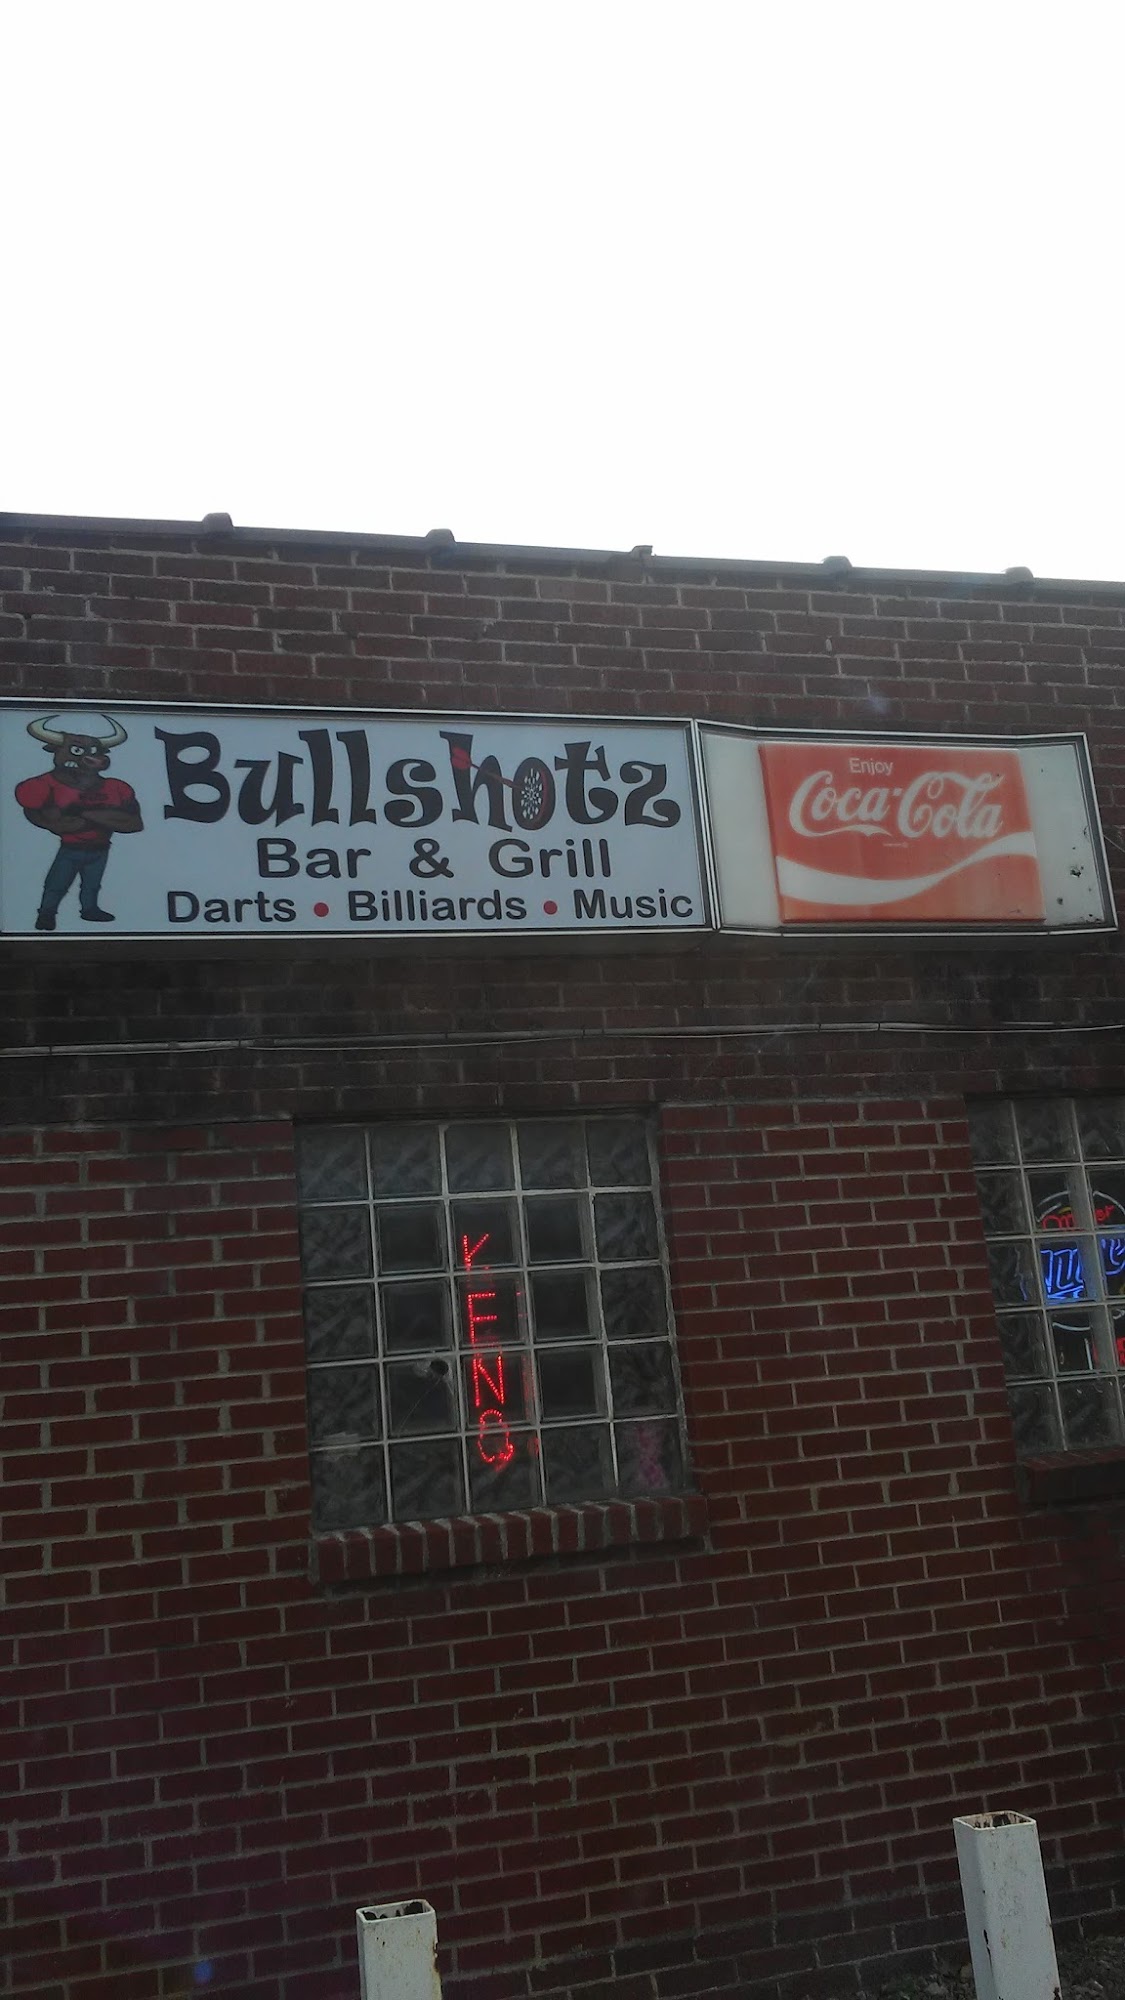 Bullshotz
Bar & Grill
Darts • Billiards • Music
Enjoy
Coca-Cola
KENO